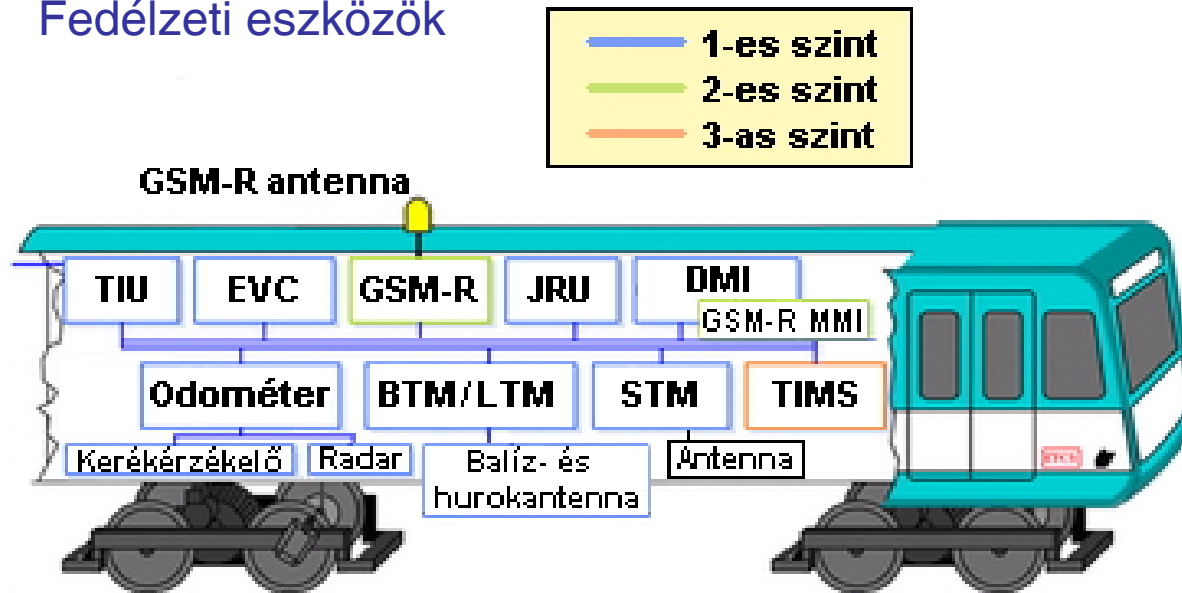 Fedélzeti eszközök
1-es szint
2-es szint
3-as szint
GSM-R antenna
TIU
EVC
GSM-R
JRU
DMI
GSM-R MMI
Odométer
BTM/LTM
STM
TIMS
Kerékérzékelő
Radar
Balíz- és
hurokantenna
Antenna